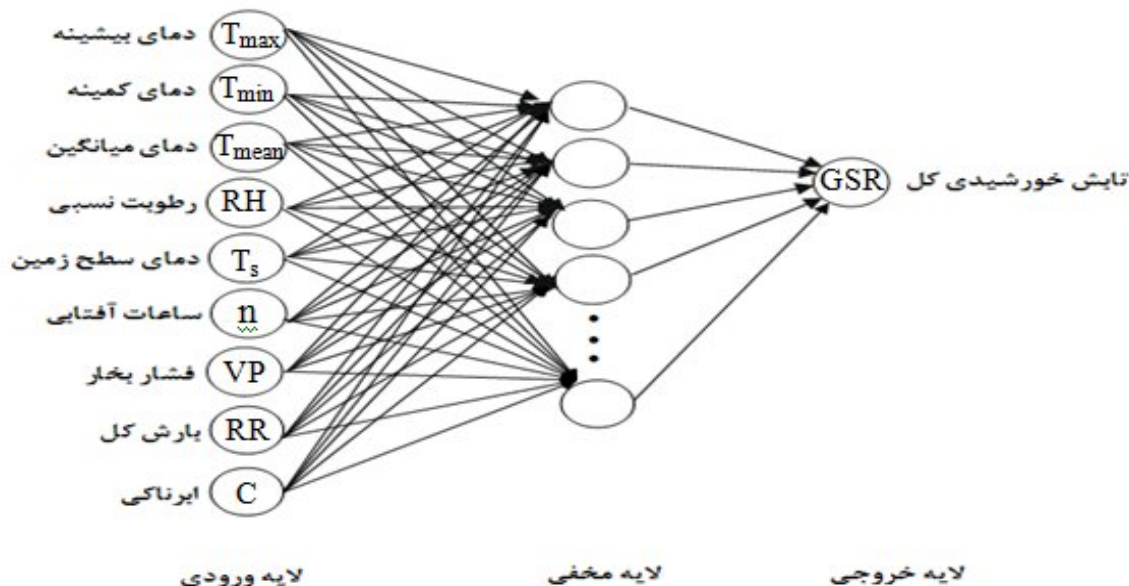 دمای بیشینه Tmax
دمای کمینه Tmin
دمای میانگین Tmean
رطوبت نسبی RH
دمای سطح زمین Ts
ساعات آفتابی n
فشار بخار VP
بارش کل RR
ابرناکی C
GSR تابش خورشیدی کل
لایه ورودی
لایه مخفی
لایه خروجی